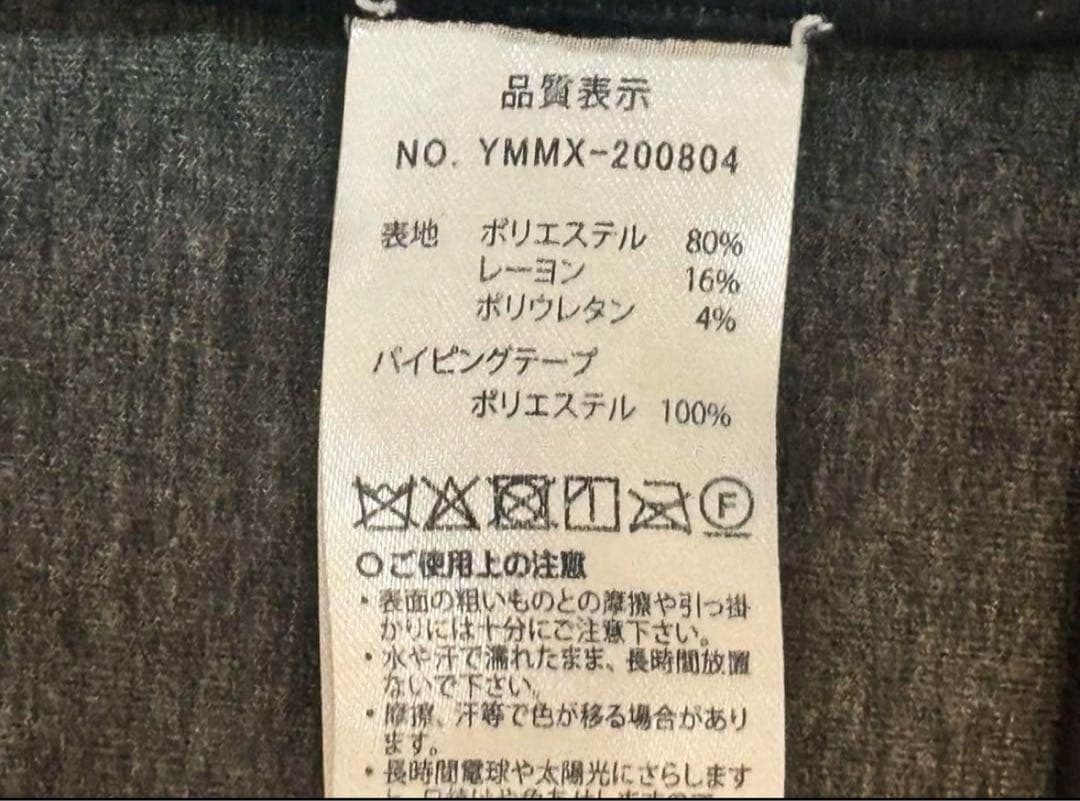 品質表示
NO. YMMX-200804
表地 ポリエステル 80%
レーヨン 16%
ポリウレタン 4%
パイピングテープ
ポリエステル 100%
F
○ご使用上の注意
・表面の粗いものとの摩擦や引っ掛
かりには十分にご注意下さい。
・水や汗で濡れたまま、長時間放置
ないで下さい。
・摩擦、汗等で色が移る場合があり
ます。
・長時間電球や太陽光にさらします